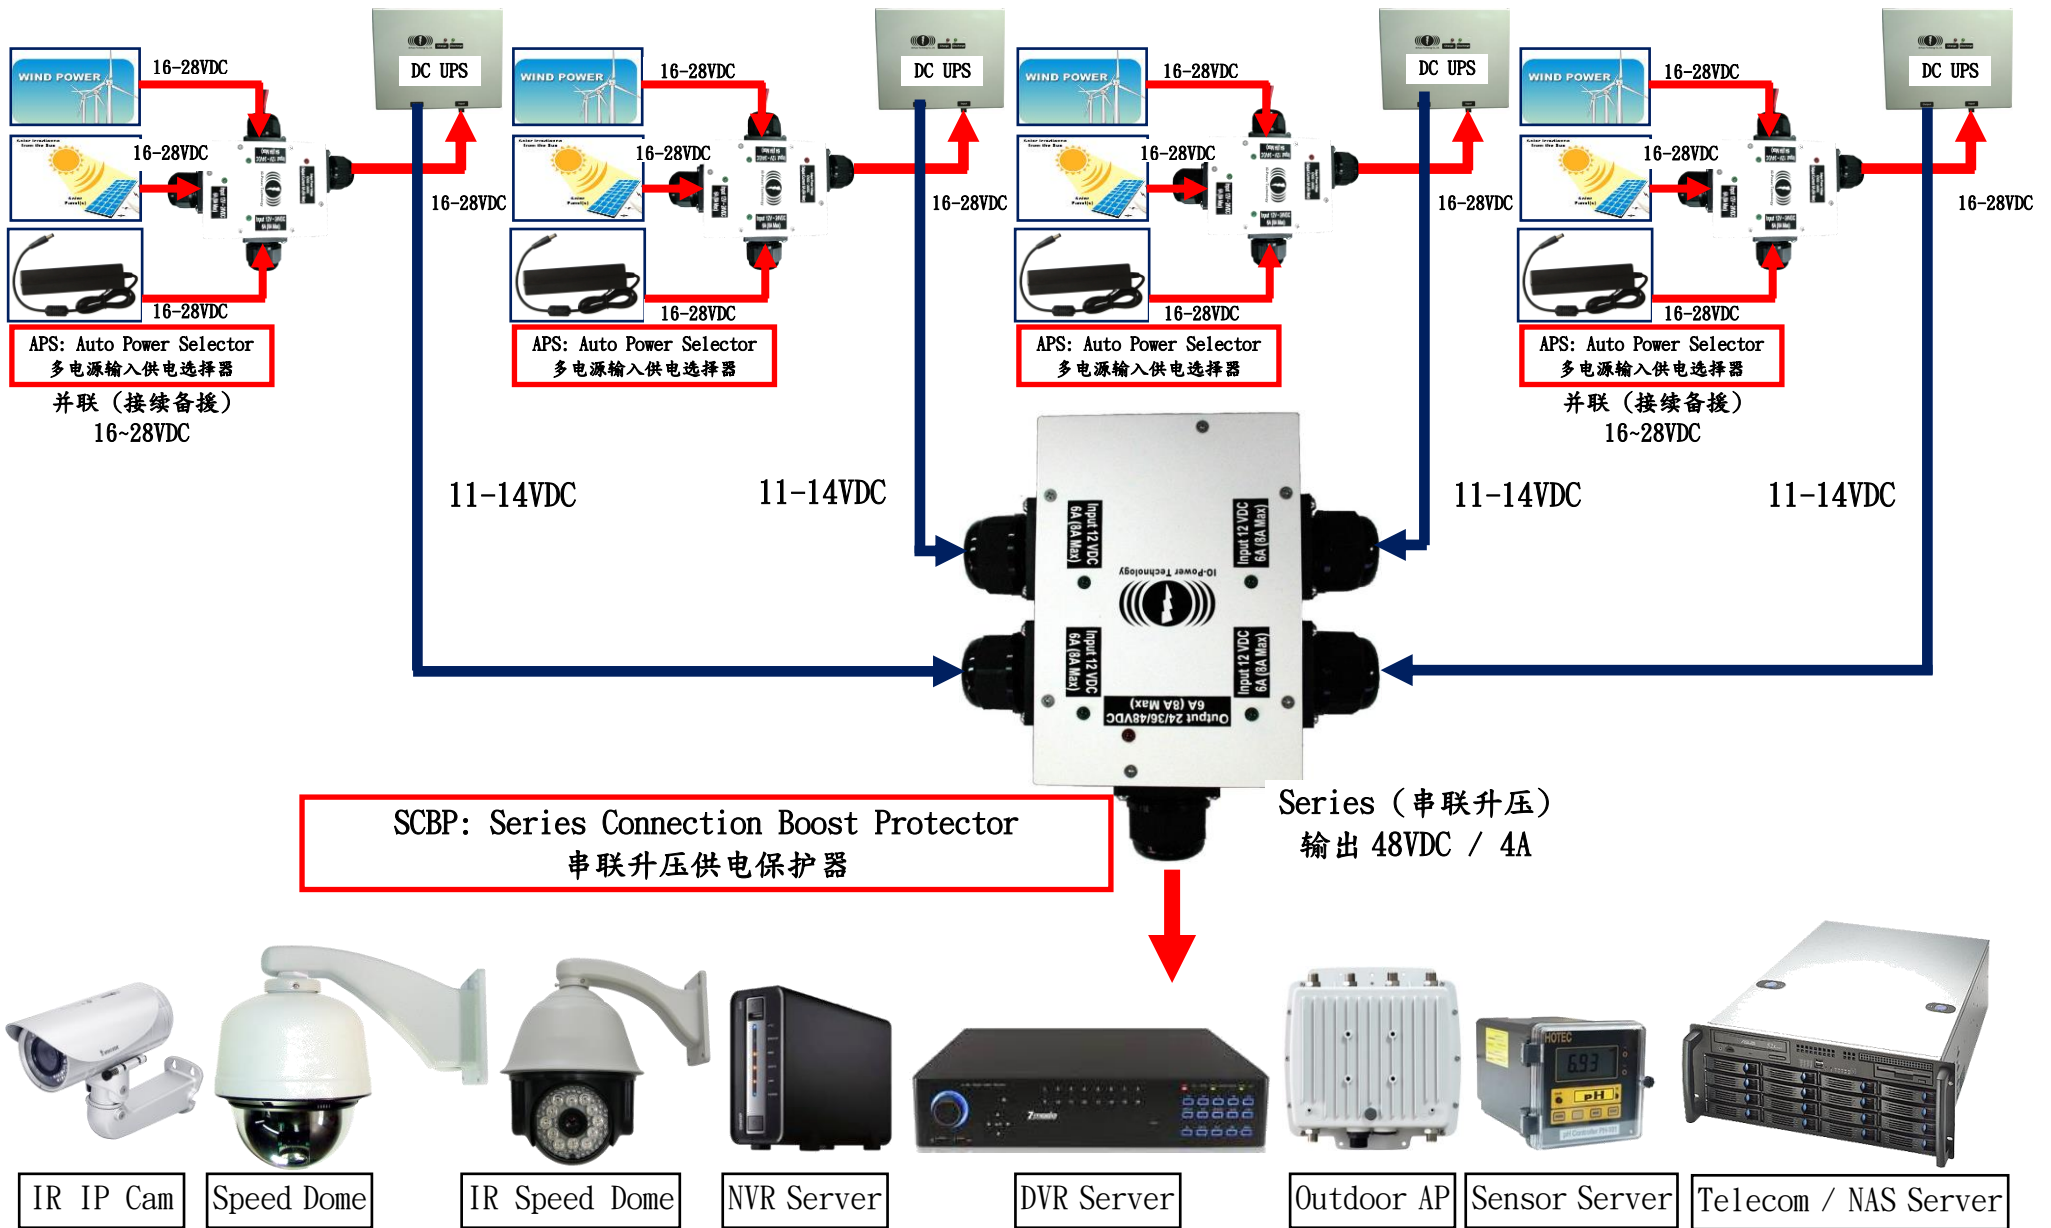 WIND POWER
16-28VDC
DC UPS
16-28VDC
16-28VDC
16-28VDC
APS: Auto Power Selector
多电源输入供电选择器
并联（接续备援）
16~28VDC
WIND POWER
16-28VDC
DC UPS
16-28VDC
16-28VDC
16-28VDC
APS: Auto Power Selector
多电源输入供电选择器
WIND POWER
16-28VDC
DC UPS
16-28VDC
16-28VDC
16-28VDC
APS: Auto Power Selector
多电源输入供电选择器
WIND POWER
16-28VDC
DC UPS
16-28VDC
16-28VDC
16-28VDC
APS: Auto Power Selector
多电源输入供电选择器
并联（接续备援）
16~28VDC
11-14VDC
11-14VDC
11-14VDC
11-14VDC
Input 12 VDC
6A (8A Max)
Input 12 VDC
6A (8A Max)
IO-Power Technology
Input 12 VDC
6A (8A Max)
Input 12 VDC
6A (8A Max)
Output 24/36/48VDC
6A (8A Max)
SCBP: Series Connection Boost Protector
串联升压供电保护器
Series（串联升压）
输出 48VDC / 4A
HOTEC
6.93
pH
IR IP Cam
Speed Dome
IR Speed Dome
NVR Server
DVR Server
Outdoor AP
Sensor Server
Telecom / NAS Server